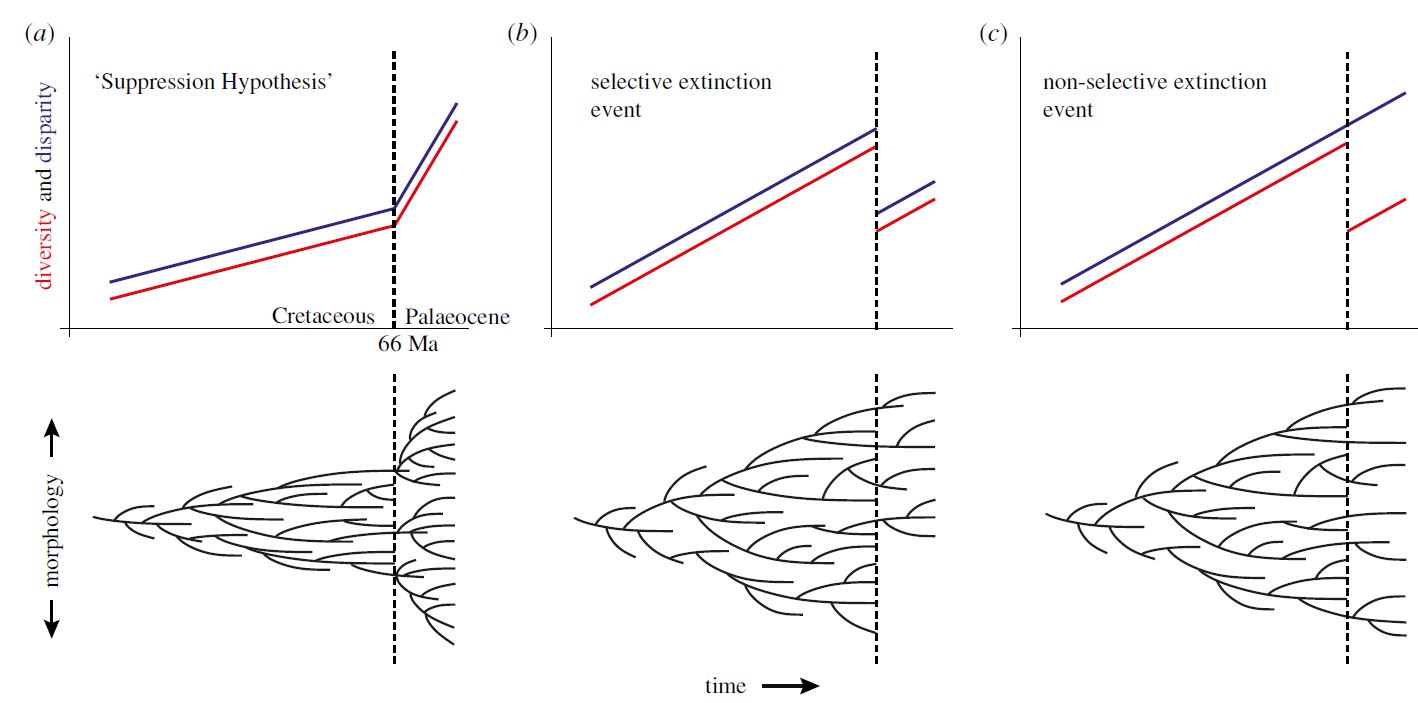 (a)
'Suppression Hypothesis'
diversity and disparity
Cretaceous
Palaeocene
66 Ma
(b)
selective extinction
event
(c)
non-selective extinction
event
morphology
time